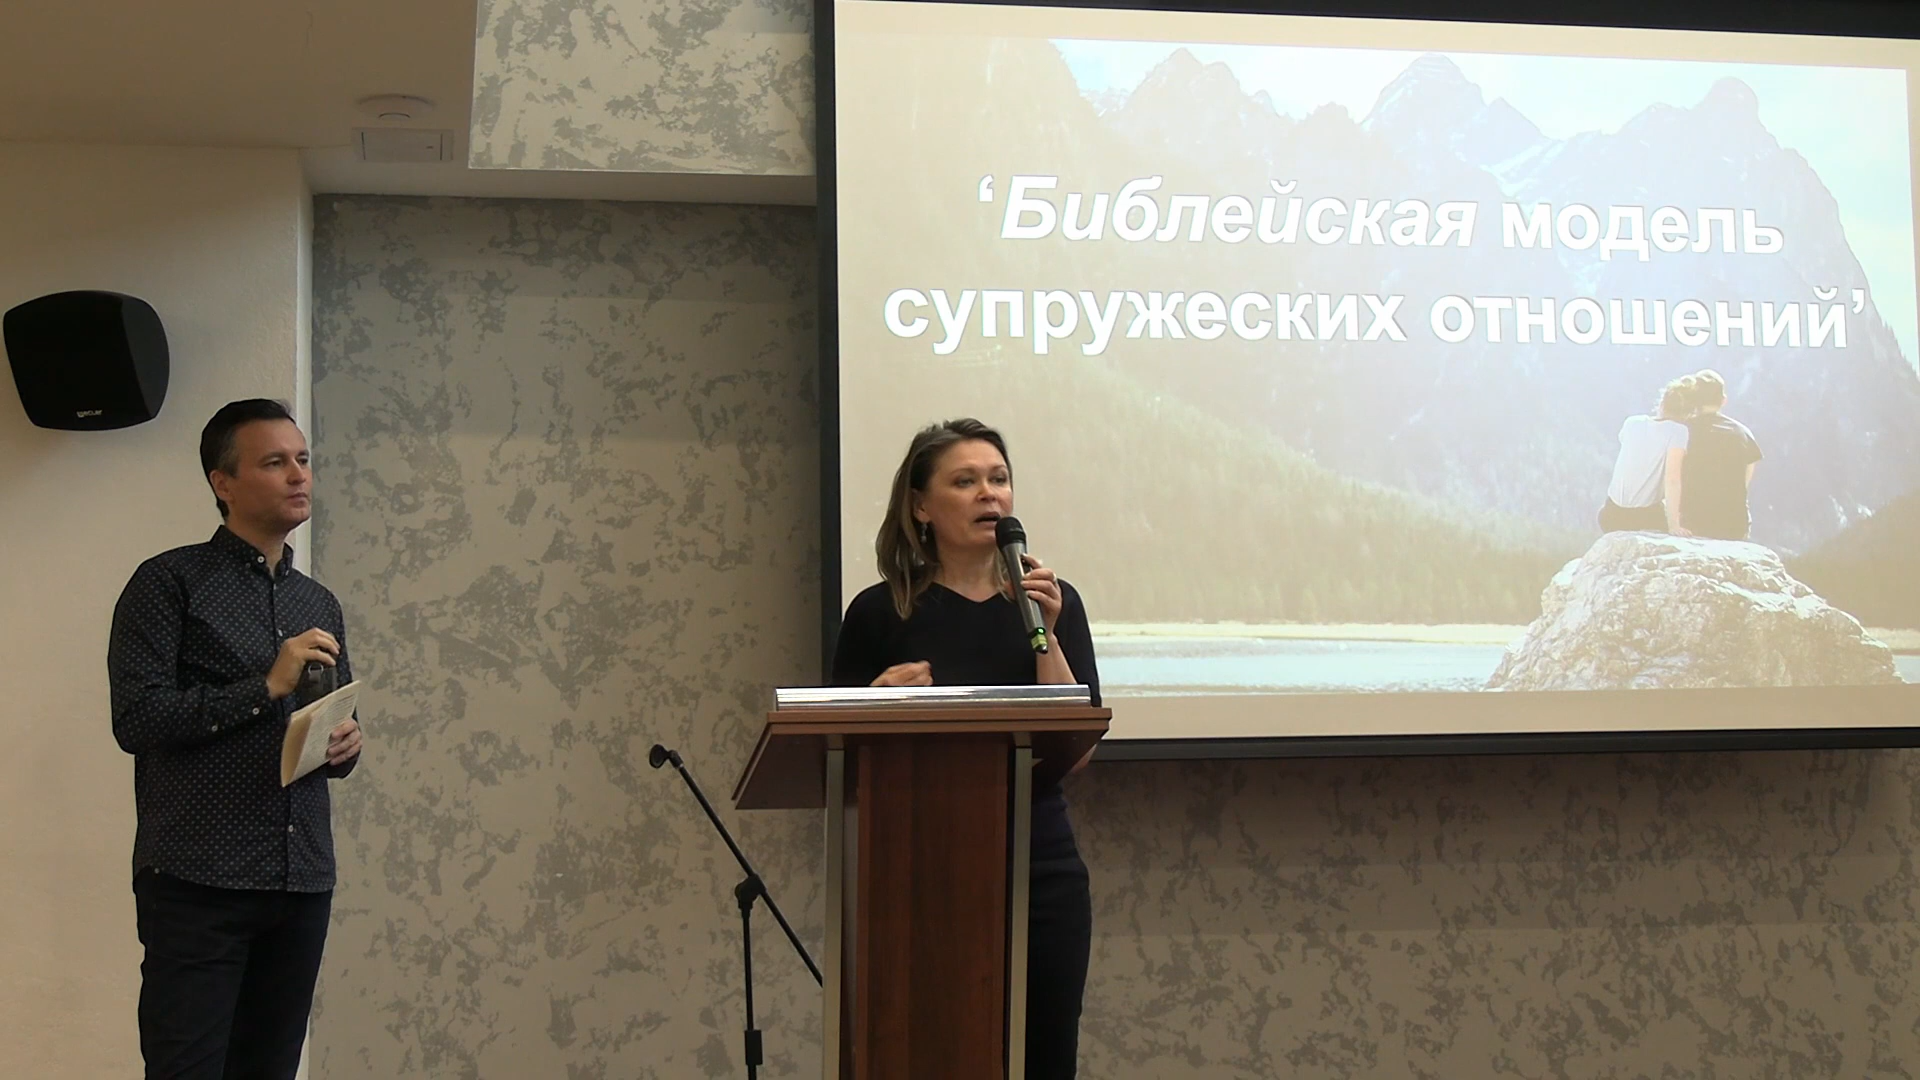 ‘Библейская модель
супружеских отношений’